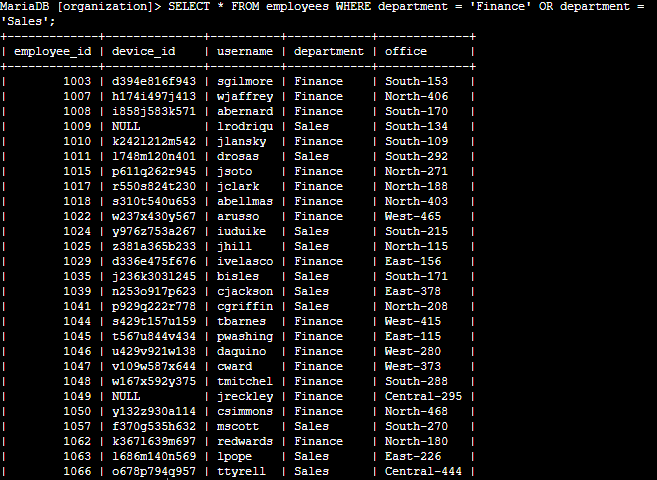 MariaDB [organization]> SELECT * FROM employees WHERE department = 'Finance' OR department =
'Sales';
+-------------+--------------+----------+------------+-------------+
| employee_id | device_id    | username | department | office      |
+-------------+--------------+----------+------------+-------------+
|        1003 | d394e816f943 | sgilmore | Finance    | South-153   |
|        1007 | h174i497j413 | wjaffrey | Finance    | North-406   |
|        1008 | i858j583k571 | abernard | Finance    | South-170   |
|        1009 | NULL         | lrodriqu | Sales      | South-134   |
|        1010 | k242l212m542 | jlansky  | Finance    | South-109   |
|        1011 | l748m120n401 | drosas   | Sales      | South-292   |
|        1015 | p611q262r945 | jsoto    | Finance    | North-271   |
|        1017 | r550s824t230 | jclark   | Finance    | North-188   |
|        1018 | s310t540u653 | abellmas | Finance    | North-403   |
|        1022 | w237x430y567 | arusso   | Finance    | West-465    |
|        1024 | y976z753a267 | iuduike  | Sales      | South-215   |
|        1025 | z381a365b233 | jhill    | Sales      | North-115   |
|        1029 | d336e475f676 | ivelasco | Finance    | East-156    |
|        1035 | j236k303l245 | bisles   | Sales      | South-171   |
|        1039 | n253o917p623 | cjackson | Sales      | East-378    |
|        1041 | p929q222r778 | cgriffin | Sales      | North-208   |
|        1044 | s429t157u159 | tbarnes  | Finance    | West-415    |
|        1045 | t567u844v434 | pwashing | Finance    | East-115    |
|        1046 | u429v921w138 | daquino  | Finance    | West-280    |
|        1047 | v109w587x644 | cward    | Finance    | West-373    |
|        1048 | w167x592y375 | tmitchel | Finance    | South-288   |
|        1049 | NULL         | jreckley | Finance    | Central-295 |
|        1050 | y132z930a114 | csimmons | Finance    | North-468   |
|        1057 | f370g535h632 | mscott   | Sales      | South-270   |
|        1062 | k367l639m697 | redwards | Finance    | North-180   |
|        1063 | l686m140n569 | lpope    | Sales      | East-226    |
|        1066 | o678p794q957 | ttyrell  | Sales      | Central-444 |